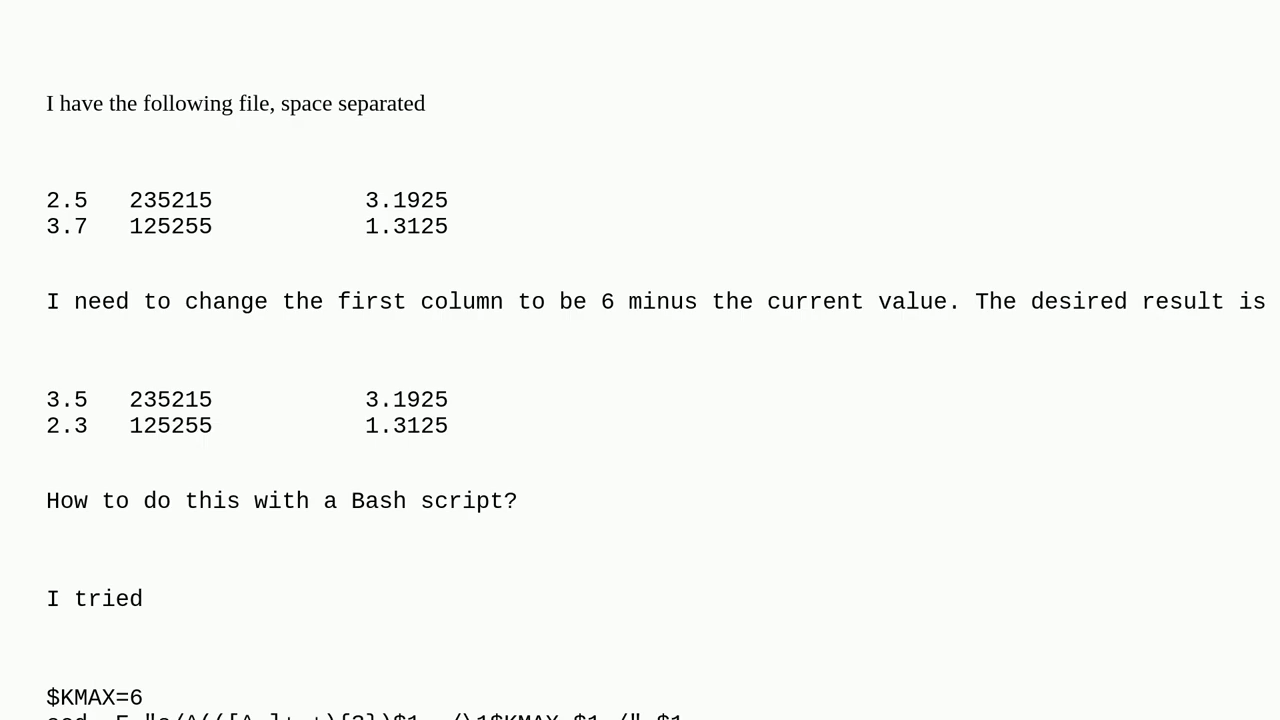 I have the following file, space separated
2.5   235215           3.1925
3.7   125255           1.3125
I need to change the first column to be 6 minus the current value. The desired result is
3.5   235215           3.1925
2.3   125255           1.3125
How to do this with a Bash script?
I tried
$KMAX=6